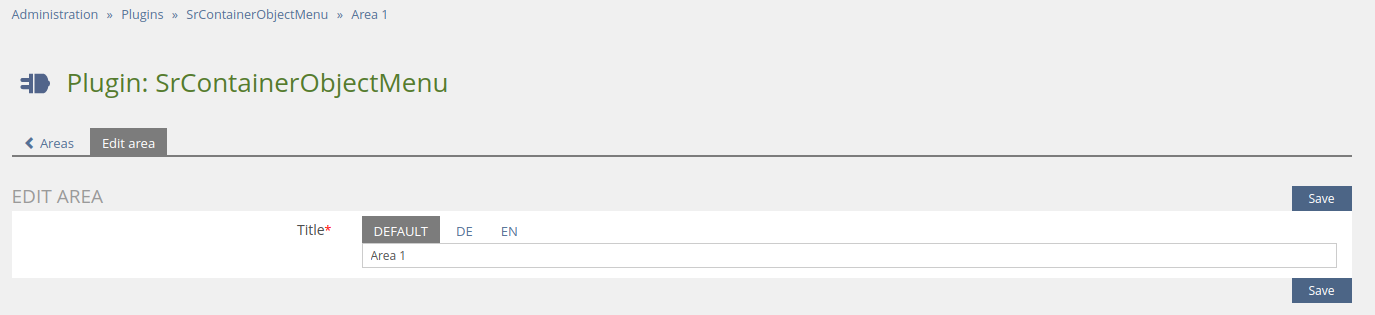 Administration » Plugins » SrContainerObjectMenu » Area 1
Plugin: SrContainerObjectMenu
Areas Edit area
EDIT AREA Save
Title* DEFAULT DE EN
Area 1
Save